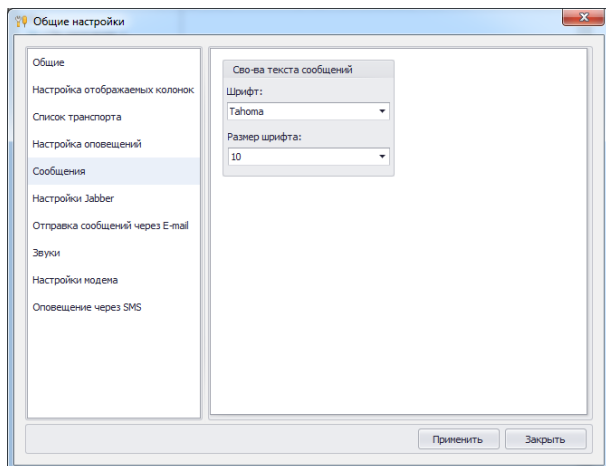 Общие настройки
Общие
Настройка отображаемых колонок
Список транспорта
Настройка оповещений
Сообщения
Настройки Jabber
Отправка сообщений через E-mail
Звуки
Настройки модема
Оповещение через SMS
Сво-ва текста сообщений
Шрифт:
Tahoma
Размер шрифта:
10
Применить
Закрыть